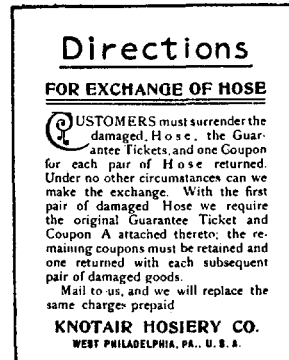 Directions
FOR EXCHANGE OF HOSE
CUSTOMERS must surrender the
damaged Hose, the Guar-
antee Tickets, and one Coupon
for each pair of Hose returned.
Under no other circumstances can we
make the exchange. With the first
pair of damaged Hose we require
the original Guarantee Ticket and
Coupon A attached thereto; the re-
maining coupons must be retained and
one returned with each subsequent
pair of damaged goods.
Mail to us, and we will replace the
same charges prepaid
KNOTAIR HOSIERY CO.
WEST PHILADELPHIA, PA., U. S. A.